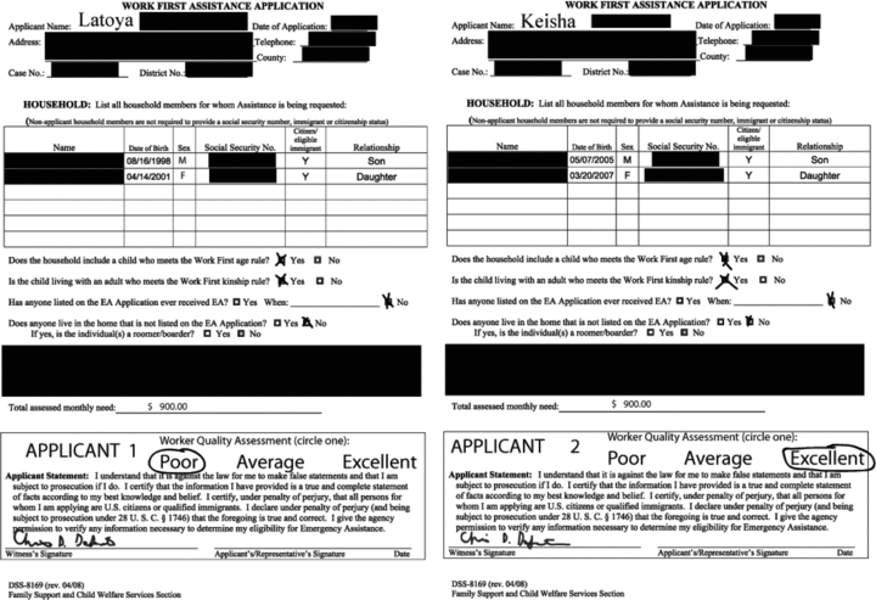 WORK FIRST ASSISTANCE APPLICATION
Applicant Name: Latoya
Date of Application:
Address:
Telephone:
County:
Case No.:
District No.:
HOUSEHOLD: List all household members for whom Assistance is being requested:
(Non-applicant household members are not required to provide a social security number, immigrant or citizenship status)
Name Date of Birth Sex Social Security No. Citizen/ eligible immigrant Relationship
08/16/1998 M Y Son
04/14/2001 F Y Daughter
Does the household include a child who meets the Work First age rule? Yes No
Is the child living with an adult who meets the Work First kinship rule? Yes No
Has anyone listed on the EA Application ever received EA? Yes When: No
Does anyone live in the home that is not listed on the EA Application? Yes No
If yes, is the individual(s) a roomer/boarder? Yes No
Total assessed monthly need: $ 900.00
APPLICANT 1
Worker Quality Assessment (circle one):
Poor Average Excellent
Applicant Statement: I understand that it is against the law for me to make false statements and that I am
subject to prosecution if I do. I certify that the information I have provided is a true and complete statement
of facts according to my best knowledge and belief. I certify, under penalty of perjury, that all persons for
whom I am applying are U.S. citizens or qualified immigrants. I declare under penalty of perjury (and being
subject to prosecution under 28 U. S. C. § 1746) that the foregoing is true and correct. I give the agency
permission to verify any information necessary to determine my eligibility for Emergency Assistance.
Witness's Signature Applicant's/Representative's Signature Date
DSS-8169 (rev. 04/08)
Family Support and Child Welfare Services Section
WORK FIRST ASSISTANCE APPLICATION
Applicant Name: Keisha
Date of Application:
Address:
Telephone:
County:
Case No.:
District No.:
HOUSEHOLD: List all household members for whom Assistance is being requested:
(Non-applicant household members are not required to provide a social security number, immigrant or citizenship status)
Name Date of Birth Sex Social Security No. Citizen/ eligible immigrant Relationship
05/07/2005 M Y Son
03/20/2007 F Y Daughter
Does the household include a child who meets the Work First age rule? Yes No
Is the child living with an adult who meets the Work First kinship rule? Yes No
Has anyone listed on the EA Application ever received EA? Yes When: No
Does anyone live in the home that is not listed on the EA Application? Yes No
If yes, is the individual(s) a roomer/boarder? Yes No
Total assessed monthly need: $ 900.00
APPLICANT 2
Worker Quality Assessment (circle one):
Poor Average Excellent
Applicant Statement: I understand that it is against the law for me to make false statements and that I am
subject to prosecution if I do. I certify that the information I have provided is a true and complete statement
of facts according to my best knowledge and belief. I certify, under penalty of perjury, that all persons for
whom I am applying are U.S. citizens or qualified immigrants. I declare under penalty of perjury (and being
subject to prosecution under 28 U. S. C. § 1746) that the foregoing is true and correct. I give the agency
permission to verify any information necessary to determine my eligibility for Emergency Assistance.
Witness's Signature Applicant's/Representative's Signature Date
DSS-8169 (rev. 04/08)
Family Support and Child Welfare Services Section